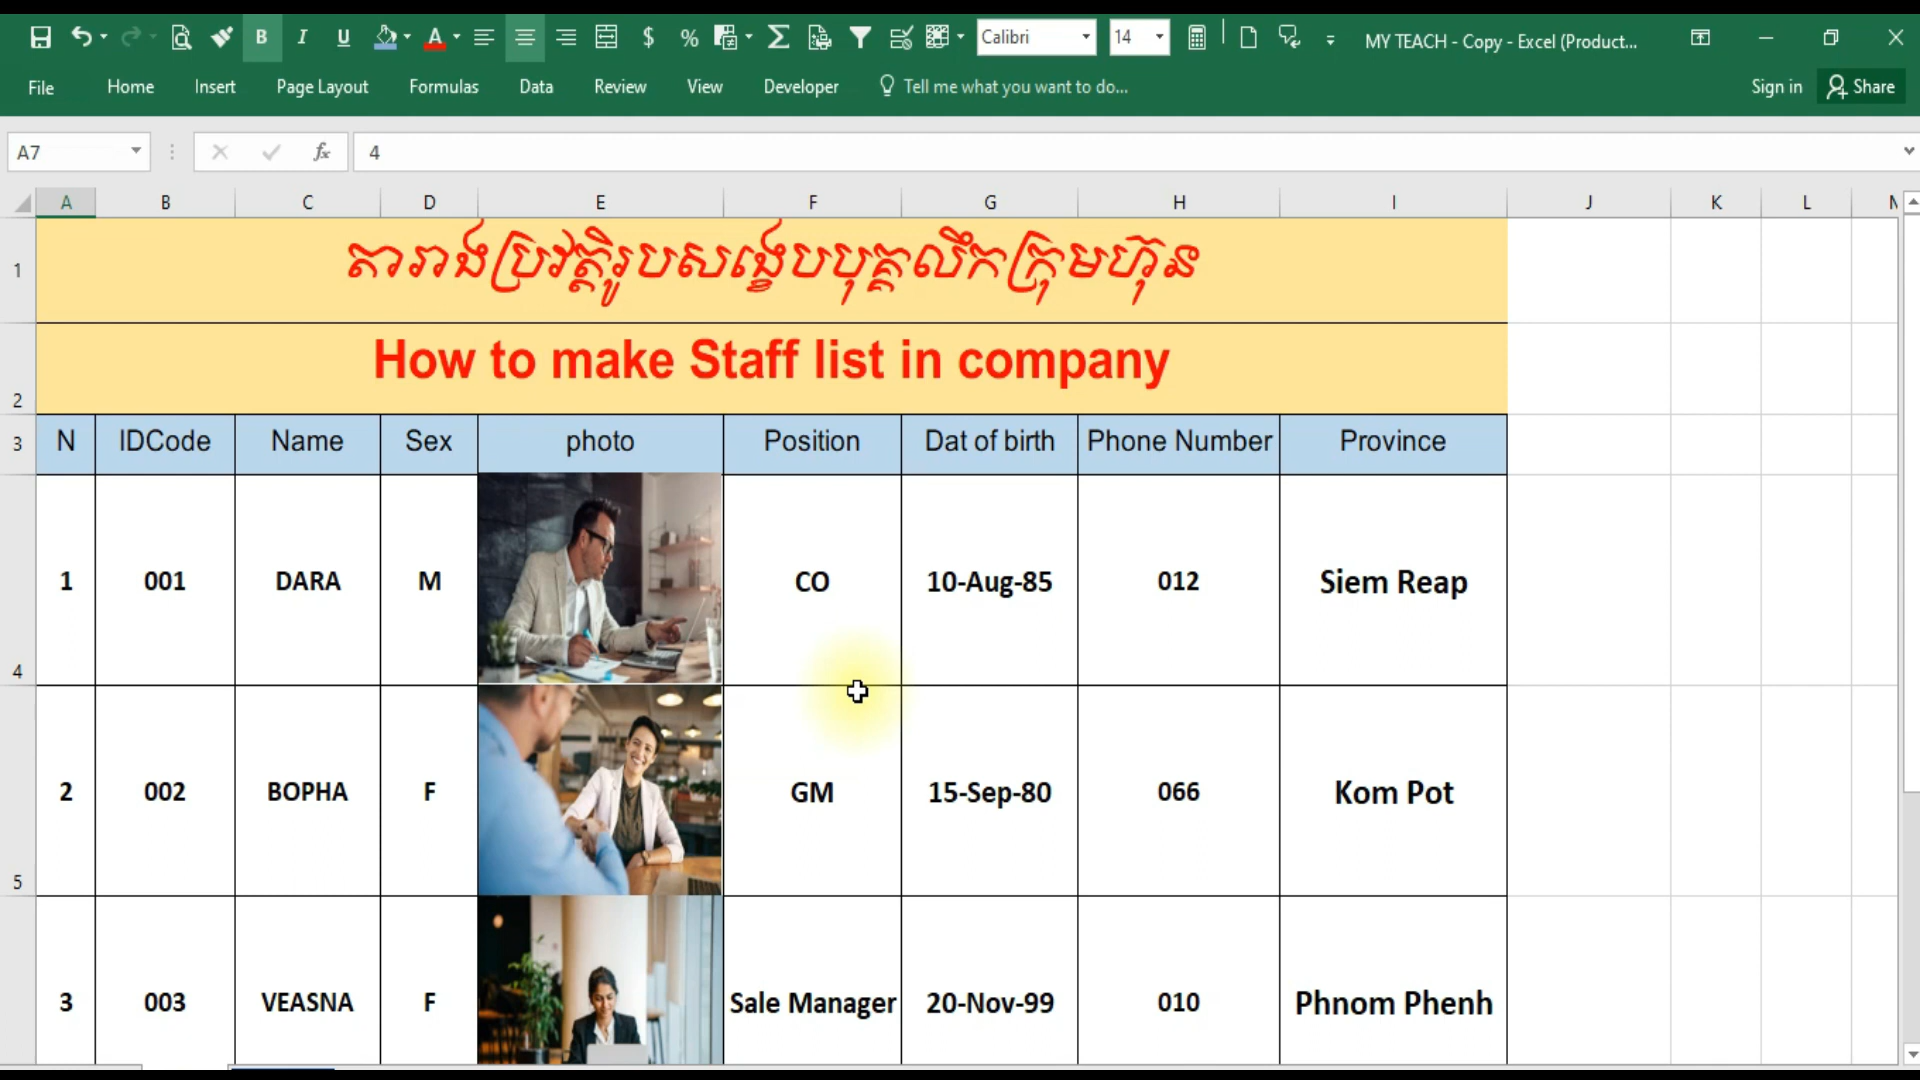 Calibri
14
MY TEACH - Copy - Excel (Product...
File Home Insert Page Layout Formulas Data Review View Developer Tell me what you want to do... Sign in Share
A7 fx 4
A B C D E F G H I J K L
1 តារាងប្រវត្តិរូបសង្ខេបបុគ្គលឹកក្រុមហ៊ុន
2 How to make Staff list in company
3 N IDCode Name Sex photo Position Dat of birth Phone Number Province
4 1 001 DARA M CO 10-Aug-85 012 Siem Reap
5 2 002 BOPHA F GM 15-Sep-80 066 Kom Pot
3 003 VEASNA F Sale Manager 20-Nov-99 010 Phnom Phenh